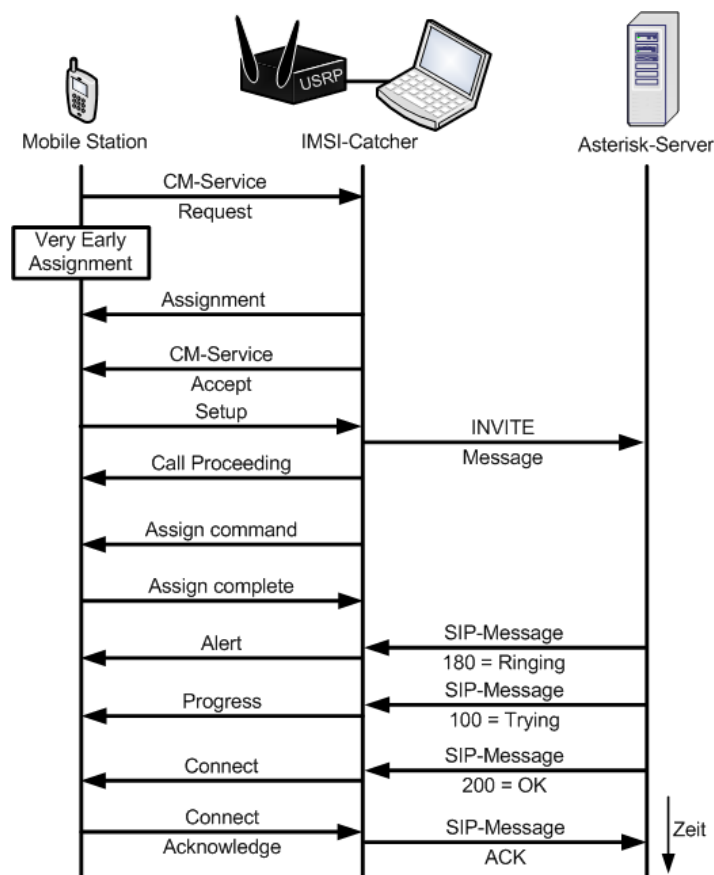 USRP
Mobile Station
IMSI-Catcher
Asterisk-Server
CM-Service
Request
Very Early
Assignment
Assignment
CM-Service
Accept
Setup
INVITE
Message
Call Proceeding
Assign command
Assign complete
SIP-Message
Alert
180 = Ringing
SIP-Message
Progress
100 = Trying
SIP-Message
Connect
200 = OK
Connect
Acknowledge
SIP-Message
ACK
Zeit